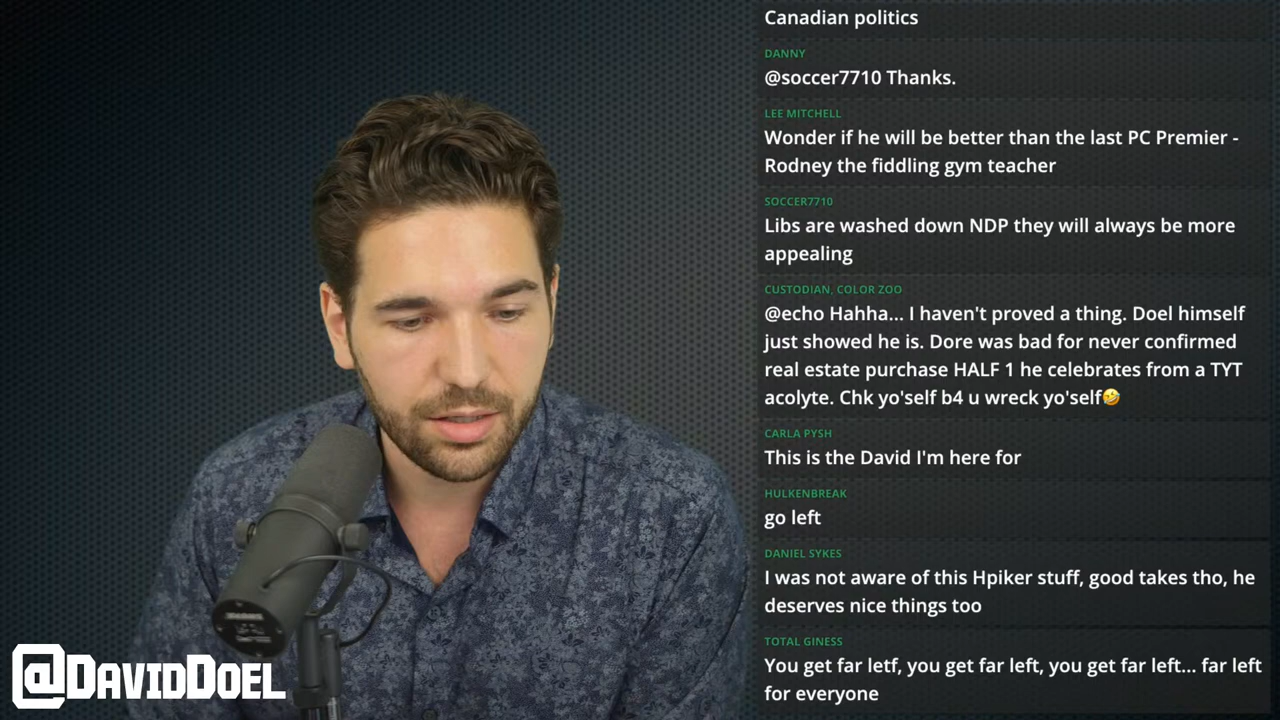 Canadian politics
DANNY
@soccer7710 Thanks.
LEE MITCHELL
Wonder if he will be better than the last PC Premier -
Rodney the fiddling gym teacher
SOCCER7710
Libs are washed down NDP they will always be more
appealing
CUSTODIAN, COLOR ZOO
@echo Hahha... I haven't proved a thing. Doel himself
just showed he is. Dore was bad for never confirmed
real estate purchase HALF 1 he celebrates from a TYT
acolyte. Chk yo'self b4 u wreck yo'self🤣
CARLA PYSH
This is the David I'm here for
HULKENBREAK
go left
DANIEL SYKES
I was not aware of this Hpiker stuff, good takes tho, he
deserves nice things too
TOTAL GINESS
You get far letf, you get far left, you get far left... far left
for everyone
@DAVIDDOEL